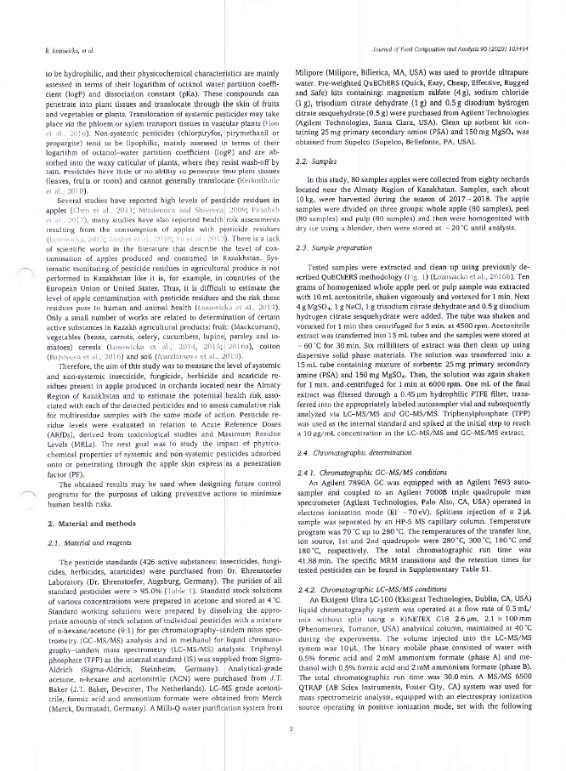 B. Łozowicka, et al.
Journal of Food Composition and Analysis 90 (2020) 103494
to be hydrophilic, and their physicochemical characteristics are mainly
assessed in terms of their logarithm of octanol water partition coeffi-
cient (logP) and dissociation constant (pKa). These compounds can
penetrate into plant tissues and translocate through the skin of fruits
and vegetables or plants. Translocation of systemic pesticides may take
place via the phloem or xylem transport tissues in vascular plants
et al., 2016). Non-systemic pesticides (chlorpiryfos, pirymethanil or
propargite) tend to be lipophilic, mainly assessed in terms of their
logarithm of octanol–water partition coefficient (logP) and are ab-
sorbed into the waxy cuticular of plants, where they resist wash-off by
rain. Pesticides have little or no ability to penetrate into plant tissues
(leaves, fruits or roots) and cannot generally translocate (Keikotlhaile
et al., 2010).
Several studies have reported high levels of pesticide residues in
apples (Chen et al., 2011; Mladenova and Shtereva, 2009;
et al., 2017), many studies have also reported health risk assessments
resulting from the consumption of apples with pesticide residues
(Lozowicka, 2015; Jardim et al., 2018; Yu et al., 2017). There is a lack
of scientific works in the literature that describe the level of con-
tamination of apples produced and consumed in Kazakhstan. Sys-
tematic monitoring of pesticide residues in agricultural produce is not
performed in Kazakhstan like it is, for example, in countries of the
European Union or United States. Thus, it is difficult to estimate the
level of apple contamination with pesticide residues and the risk these
residues pose to human and animal health (Lozowicka et al., 2014).
Only a small number of works are related to determination of certain
active substances in Kazakh agricultural products: fruit: (blackcurrant),
vegetables (beans, carrots, celery, cucumbers, lupine, parsley and to-
matoes) cereals (Lozowicka et al., 2014, 2015; 2016a), cotton
et al., 2016) and soil (Nurzhanova et al., 2013).
Therefore, the aim of this study was to measure the level of systemic
and non-systemic insecticide, fungicide, herbicide and acaricide re-
sidues present in apple produced in orchards located near the Almaty
Region of Kazakhstan and to estimate the potential health risk asso-
ciated with each of the detected pesticides and to assess cumulative risk
for multiresidue samples with the same mode of action. Pesticide re-
sidue levels were evaluated in relation to Acute Reference Doses
(ARfDs), derived from toxicological studies and Maximum Residue
Levels (MRLs). The next goal was to study the impact of physico-
chemical properties of systemic and non-systemic pesticides adsorbed
onto or penetrating through the apple skin express as a penetration
factor (PF).
The obtained results may be used when designing future control
programs for the purposes of taking preventive actions to minimize
human health risks.
2. Material and methods
2.1. Material and reagents
The pesticide standards (426 active substances: insecticides, fungi-
cides, herbicides, acaricides) were purchased from Dr. Ehrenstorfer
Laboratory (Dr. Ehrenstorfer, Augsburg, Germany). The purities of all
standard pesticides were > 95.0% (Table 1). Standard stock solutions
of various concentrations were prepared in acetone and stored at 4 °C.
Standard working solutions were prepared by dissolving the appro-
priate amounts of stock solution of individual pesticides with a mixture
of n-hexane/acetone (9:1) for gas chromatography–tandem mass spec-
trometry (GC-MS/MS) analysis and in methanol for liquid chromato-
graphy–tandem mass spectrometry (LC-MS/MS) analysis. Triphenyl
phosphate (TPP) as the internal standard (IS) was supplied from Sigma-
Aldrich (Sigma-Aldrich, Steinheim, Germany). Analytical-grade
acetone, n-hexane and acetonitrile (ACN) were purchased from J.T.
Baker (J.T. Baker, Deventer, The Netherlands). LC-MS grade acetoni-
trile, formic acid and ammonium formate were obtained from Merck
(Merck, Darmstadt, Germany). A Milli-Q water purification system from
Milipore (Milipore, Billerica, MA, USA) was used to provide ultrapure
water. Pre-weighted QuEChERS (Quick, Easy, Cheap, Effective, Rugged
and Safe) kits containing: magnesium sulfate (4 g), sodium chloride
(1 g), trisodium citrate dehydrate (1 g) and 0.5 g disodium hydrogen
citrate sesquehydrate (0.5 g) were purchased from Agilent Technologies
(Agilent Technologies, Santa Clara, USA). Clean up sorbent kit con-
taining 25 mg primary secondary amine (PSA) and 150 mg MgSO₄ was
obtained from Supelco (Supelco, Bellefonte, PA, USA).
2.2. Samples
In this study, 80 samples apples were collected from eighty orchards
located near the Almaty Region of Kazakhstan. Samples, each about
10 kg, were harvested during the season of 2017–2018. The apple
samples were divided on three groups: whole apple (80 samples), peel
(80 samples) and pulp (80 samples) and then were homogenized with
dry ice using a blender, then were stored at −20 °C until analysis.
2.3. Sample preparation
Tested samples were extracted and clean up using previously de-
scribed QuEChERS methodology (Fig. 1) (Lozowicka et al., 2016b). Ten
grams of homogenized whole apple peel or pulp sample was extracted
with 10 mL acetonitrile, shaken vigorously and vortexed for 1 min. Next
4 g MgSO₄, 1 g NaCl, 1 g trisodium citrate dehydrate and 0.5 g disodium
hydrogen citrate sesquehydrate were added. The tube was shaken and
vortexed for 1 min then centrifuged for 5 min. at 4500 rpm. Acetonitrile
extract was transferred into 15 mL tubes and the samples were stored at
−60 °C for 30 min. Six milliliters of extract was then clean up using
dispersive solid phase materials. The solution was transferred into a
15 mL tube containing mixture of sorbents: 25 mg primary secondary
amine (PSA) and 150 mg MgSO₄. Then, the solution was again shaken
for 1 min. and centrifuged for 1 min at 6000 rpm. One mL of the final
extract was filtered through a 0.45 μm hydrophilic PTFE filter, trans-
ferred into the appropriately labeled autosampler vial and subsequently
analyzed via LC-MS/MS and GC-MS/MS. Triphenylphosphate (TPP)
was used as the internal standard and spiked at the initial step to reach
a 10 μg/mL concentration in the LC-MS/MS and GC-MS/MS extract.
2.4. Chromatographic determination
2.4.1. Chromatographic GC–MS/MS conditions
An Agilent 7890A GC was equipped with an Agilent 7693 auto-
sampler and coupled to an Agilent 7000B triple quadrupole mass
spectrometer (Agilent Technologies, Palo Alto, CA, USA) operated in
electron ionization mode (EI −70 eV). Splitless injection of a 2 μL
sample was separated by an HP-5 MS capillary column. Temperature
program was 70 °C up to 280 °C. The temperatures of the transfer line,
ion source, 1st and 2nd quadrupole were 280 °C, 300 °C, 180 °C and
180 °C, respectively. The total chromatographic run time was
41.88 min. The specific MRM transitions and the retention times for
tested pesticides can be found in Supplementary Table S1.
2.4.2. Chromatographic LC–MS/MS conditions
An Eksigent Ultra LC-100 (Eksigent Technologies, Dublin, CA, USA)
liquid chromatography system was operated at a flow rate of 0.5 mL/
min without split using a KiNETEX C18 2.6 μm, 2.1 × 100 mm
(Phenomenex, Torrance, USA) analytical column, maintained at 40 °C
during the experiments. The volume injected into the LC-MS/MS
system was 10 μL. The binary mobile phase consisted of water with
0.5% formic acid and 2 mM ammonium formate (phase A) and me-
thanol with 0,5% formic acid and 2 mM ammonium formate (phase B).
The total chromatographic run time was 30.0 min. A MS/MS 6500
QTRAP (AB Sciex Instruments, Foster City, CA) system was used for
mass spectrometric analysis, equipped with an electrospray ionization
source operating in positive ionization mode, set with the following
2